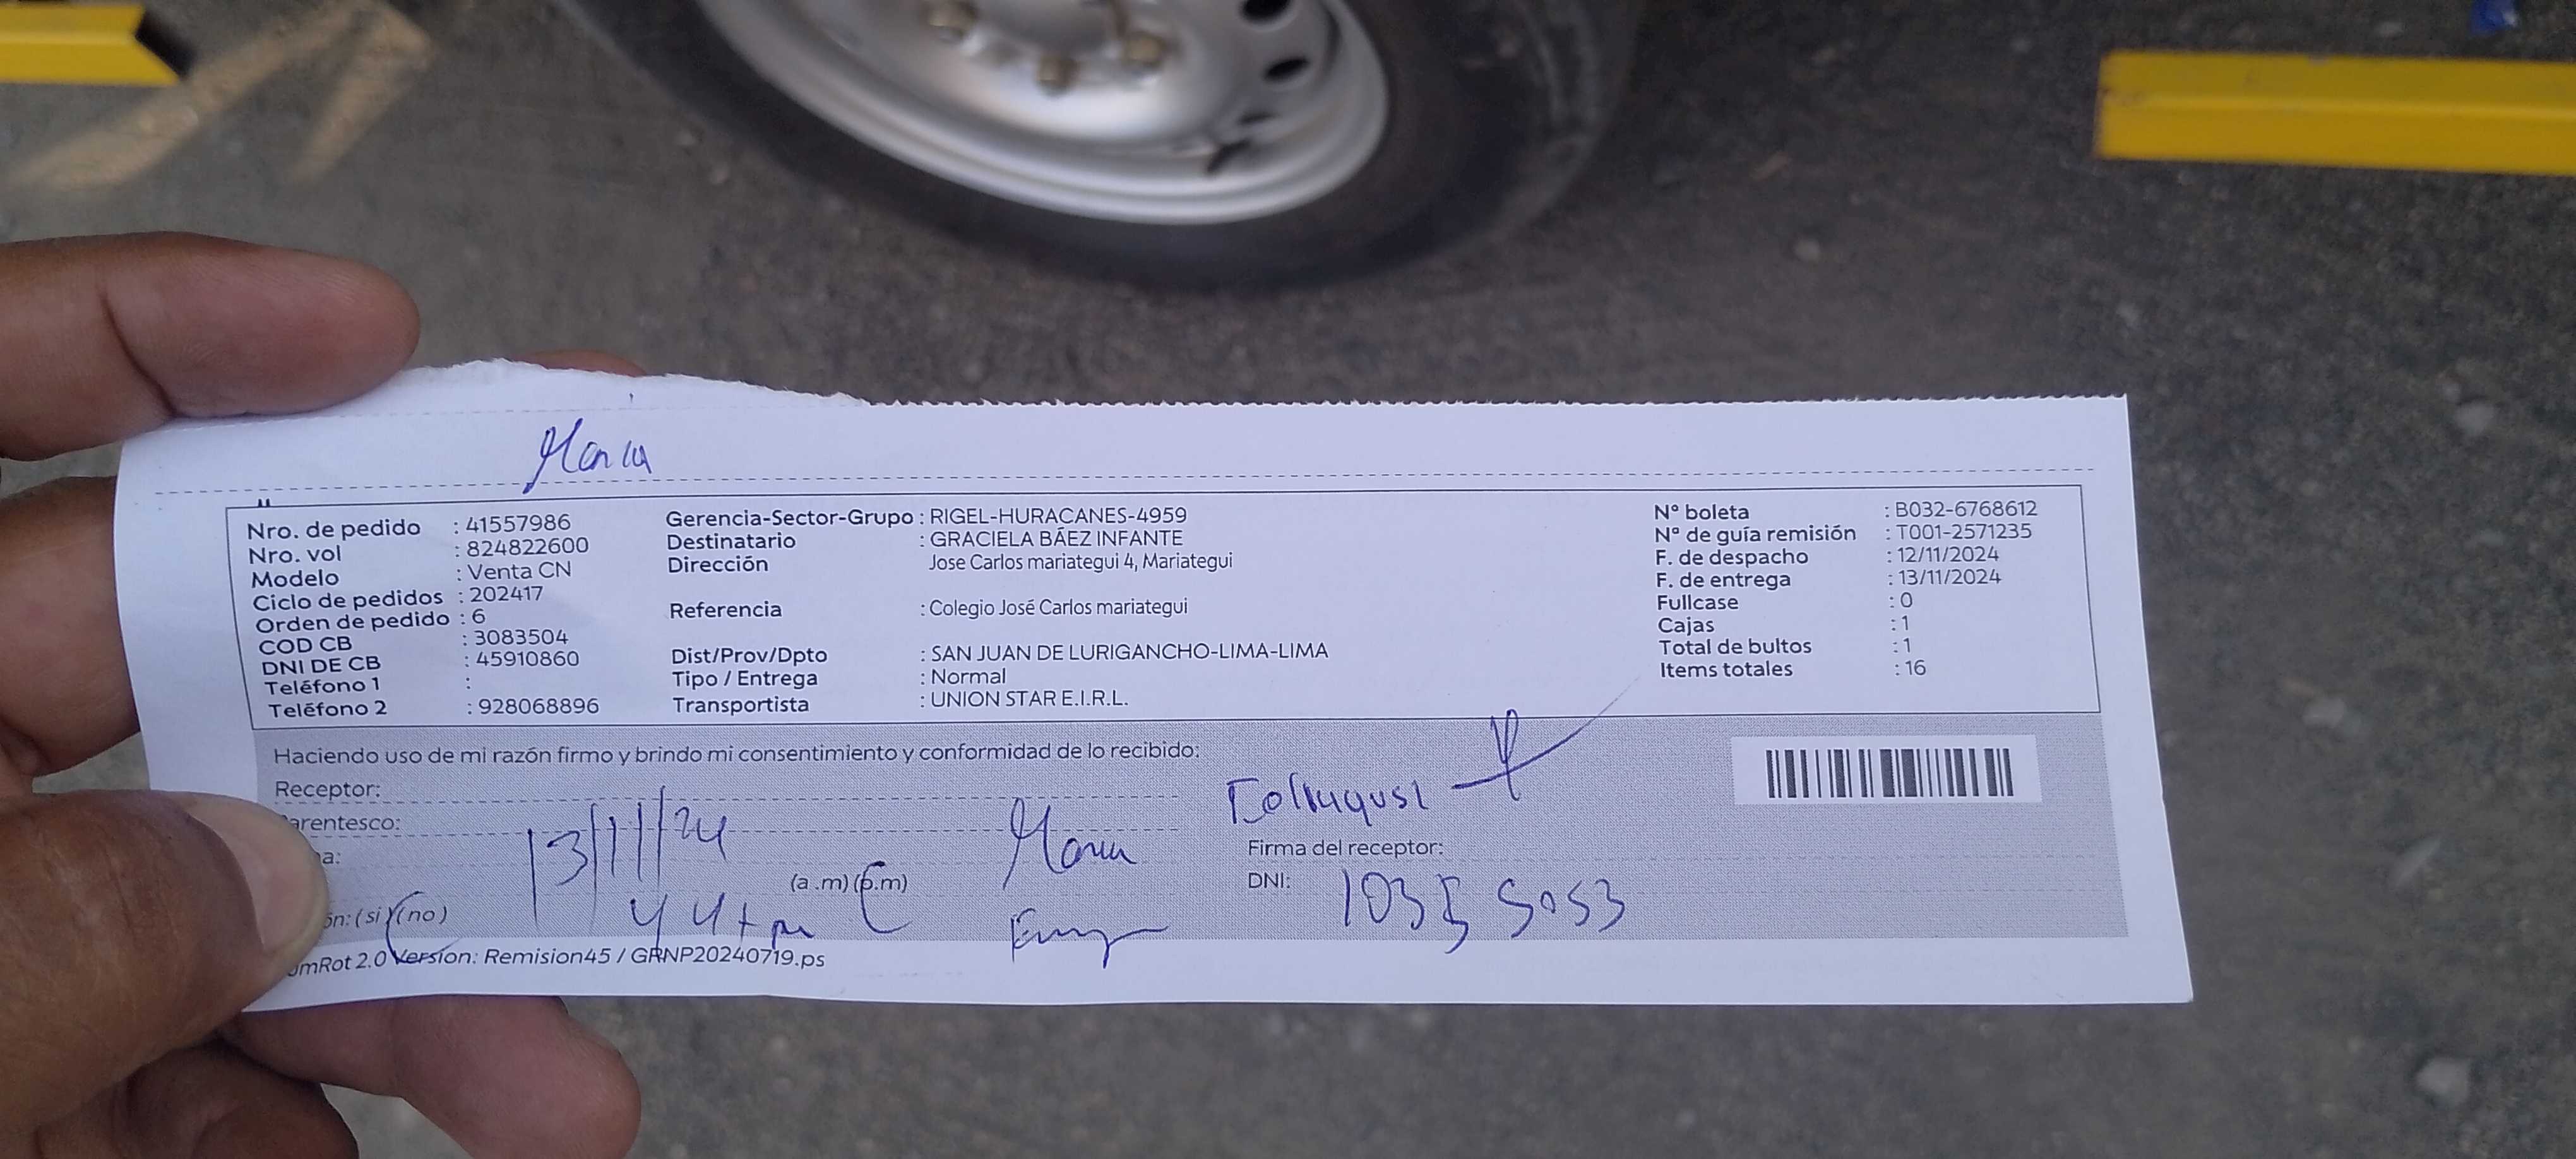 Maria
Nro. de pedido : 41557986
Nro. vol : 824822600
Modelo : Venta CN
Ciclo de pedidos : 202417
Orden de pedido : 6
COD CB : 3083504
DNI DE CB : 45910860
Teléfono 1 :
Teléfono 2 : 928068896
Gerencia-Sector-Grupo : RIGEL-HURACANES-4959
Destinatario : GRACIELA BÁEZ INFANTE
Dirección Jose Carlos mariategui 4, Mariategui
Referencia : Colegio José Carlos mariategui
Dist/Prov/Dpto : SAN JUAN DE LURIGANCHO-LIMA-LIMA
Tipo / Entrega : Normal
Transportista : UNION STAR E.I.R.L.
N° boleta : B032-6768612
N° de guía remisión : T001-2571235
F. de despacho : 12/11/2024
F. de entrega : 13/11/2024
Fullcase : 0
Cajas : 1
Total de bultos : 1
Items totales : 16
Haciendo uso de mi razón firmo y brindo mi consentimiento y conformidad de lo recibido:
Receptor:
arentesco:
13/11/24
Maria
a:
(a .m) (p.m)
ón: (si) (no)
Firma del receptor:
DNI: 10355053
omRot 2.0 Version: Remision45 / GRNP20240719.ps